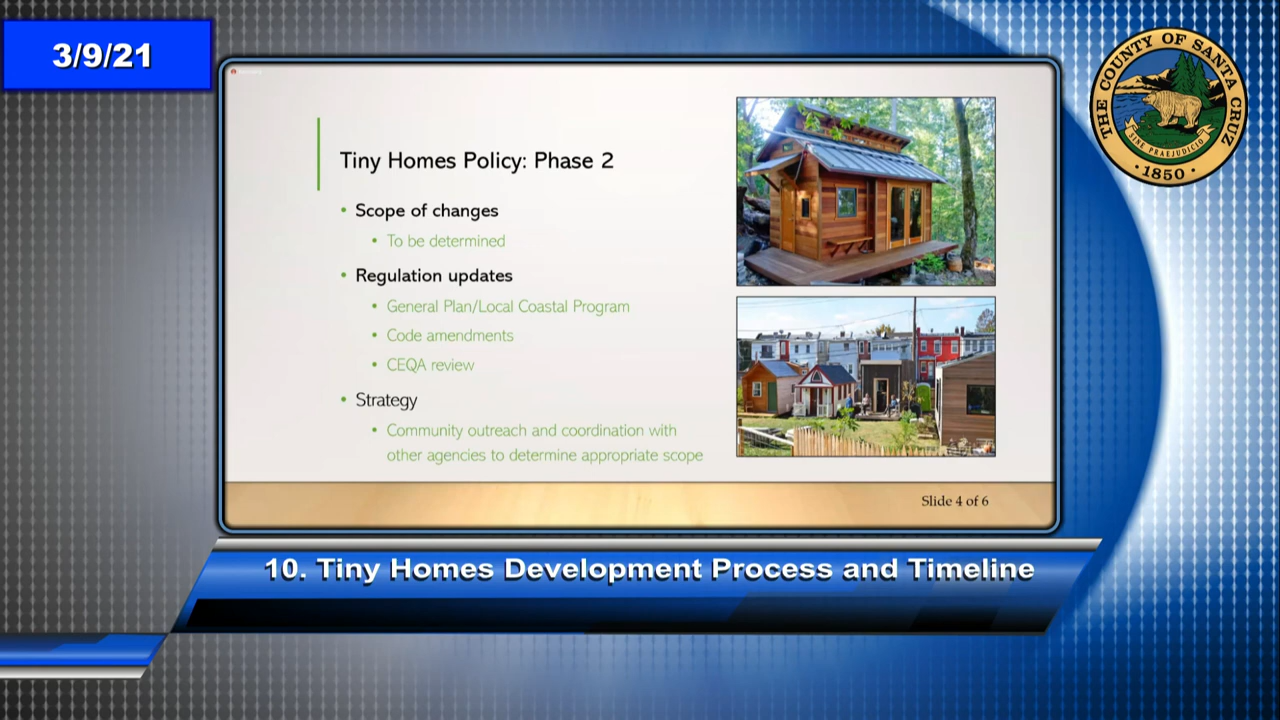 3/9/21
THE COUNTY OF SANTA CRUZ
SINE PRAEJUDICIO
• 1850 •
Tiny Homes Policy: Phase 2
• Scope of changes
• To be determined
• Regulation updates
• General Plan/Local Coastal Program
• Code amendments
• CEQA review
• Strategy
• Community outreach and coordination with
other agencies to determine appropriate scope
Slide 4 of 6
10. Tiny Homes Development Process and Timeline